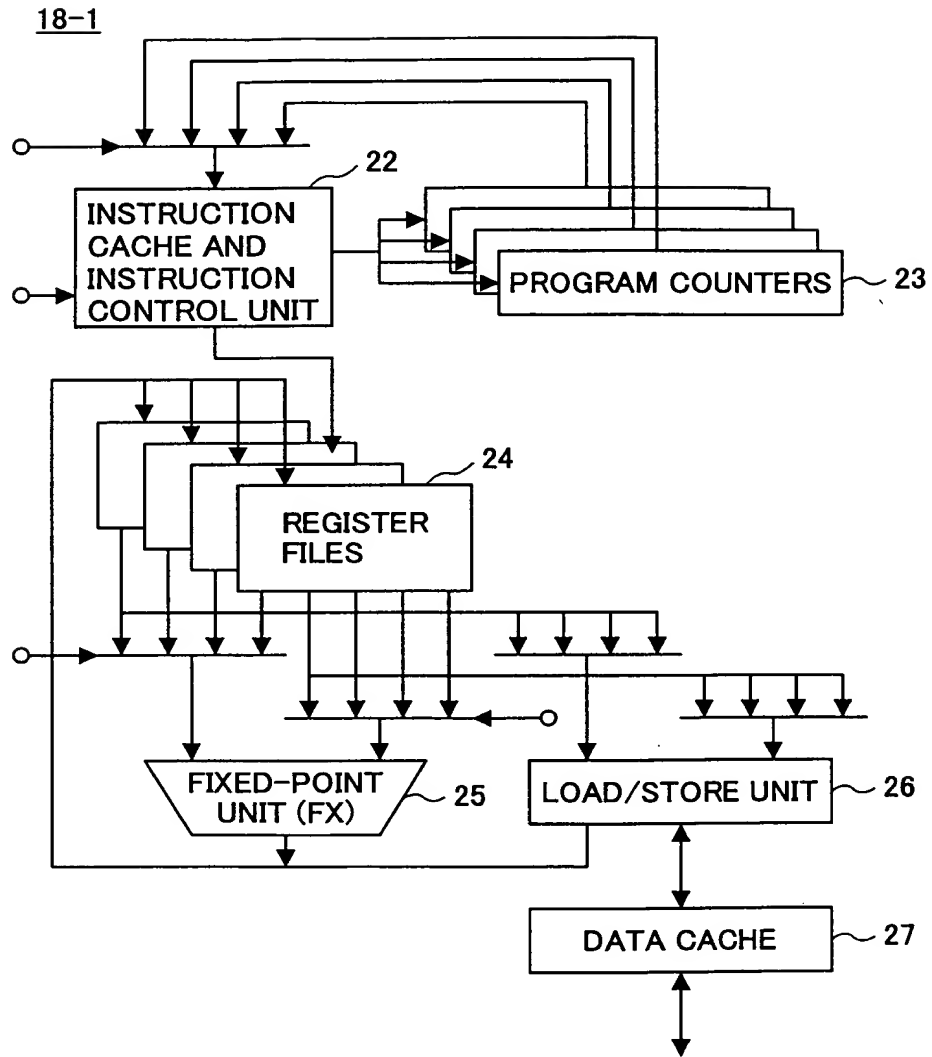 18-1
22
INSTRUCTION
CACHE AND
INSTRUCTION
CONTROL UNIT
PROGRAM COUNTERS
23
24
REGISTER
FILES
FIXED-POINT
UNIT (FX)
25
LOAD/STORE UNIT
26
DATA CACHE
27